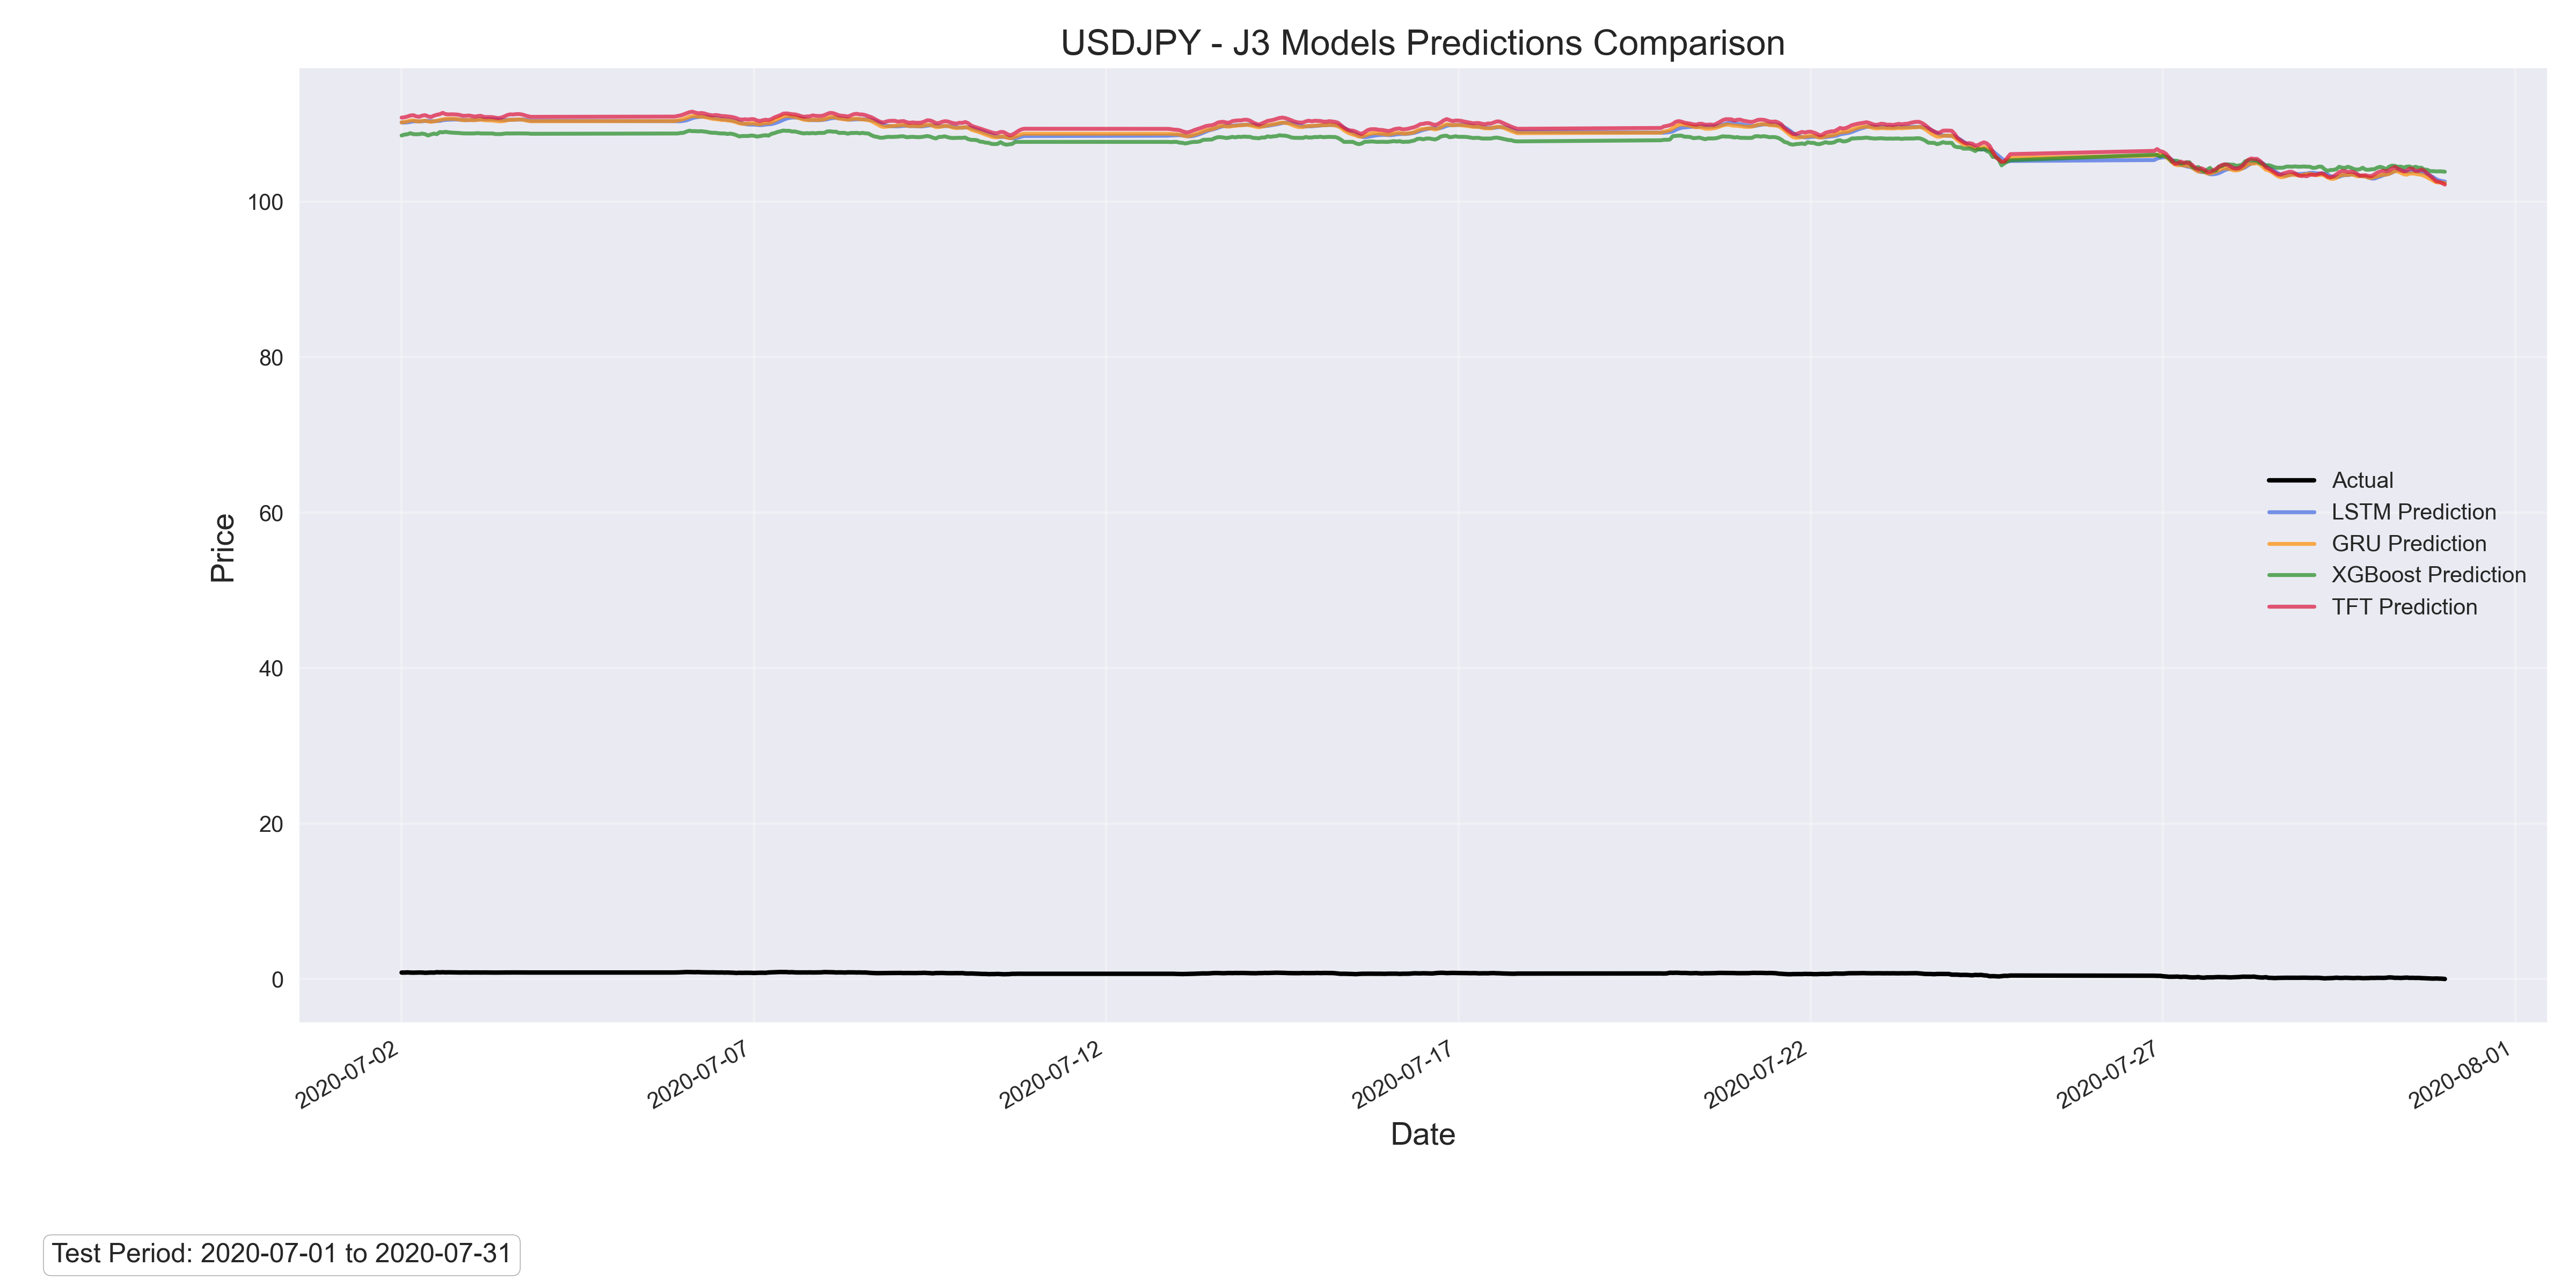 USDJPY - J3 Models Predictions Comparison
Price
100
80
60
40
20
0
Actual
LSTM Prediction
GRU Prediction
XGBoost Prediction
TFT Prediction
2020-07-02
2020-07-07
2020-07-12
2020-07-17
2020-07-22
2020-07-27
2020-08-01
Date
Test Period: 2020-07-01 to 2020-07-31